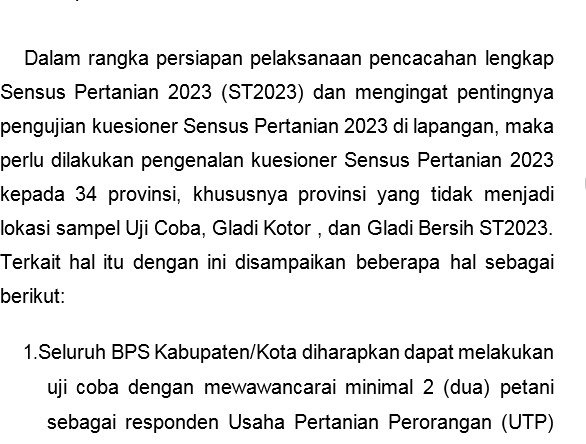 Dalam rangka persiapan pelaksanaan pencacahan lengkap
Sensus Pertanian 2023 (ST2023) dan mengingat pentingnya
pengujian kuesioner Sensus Pertanian 2023 di lapangan, maka
perlu dilakukan pengenalan kuesioner Sensus Pertanian 2023
kepada 34 provinsi, khususnya provinsi yang tidak menjadi
lokasi sampel Uji Coba, Gladi Kotor , dan Gladi Bersih ST2023.
Terkait hal itu dengan ini disampaikan beberapa hal sebagai
berikut:
1.Seluruh BPS Kabupaten/Kota diharapkan dapat melakukan
uji coba dengan mewawancarai minimal 2 (dua) petani
sebagai responden Usaha Pertanian Perorangan (UTP)